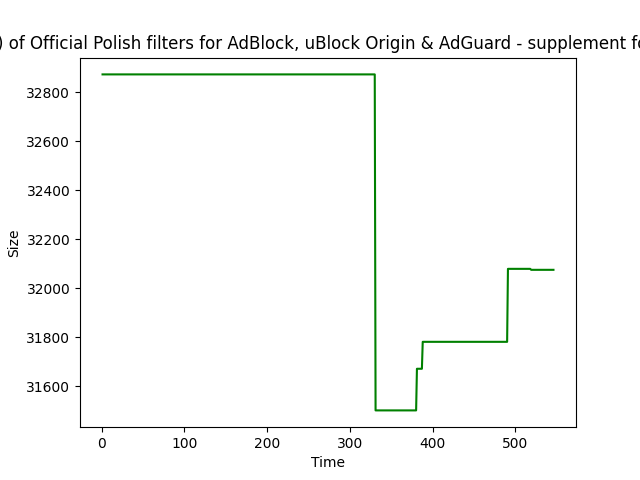 ) of Official Polish filters for AdBlock, uBlock Origin & AdGuard - supplement fo
32800
32600
32400
32200
32000
31800
31600
Size
0 100 200 300 400 500
Time